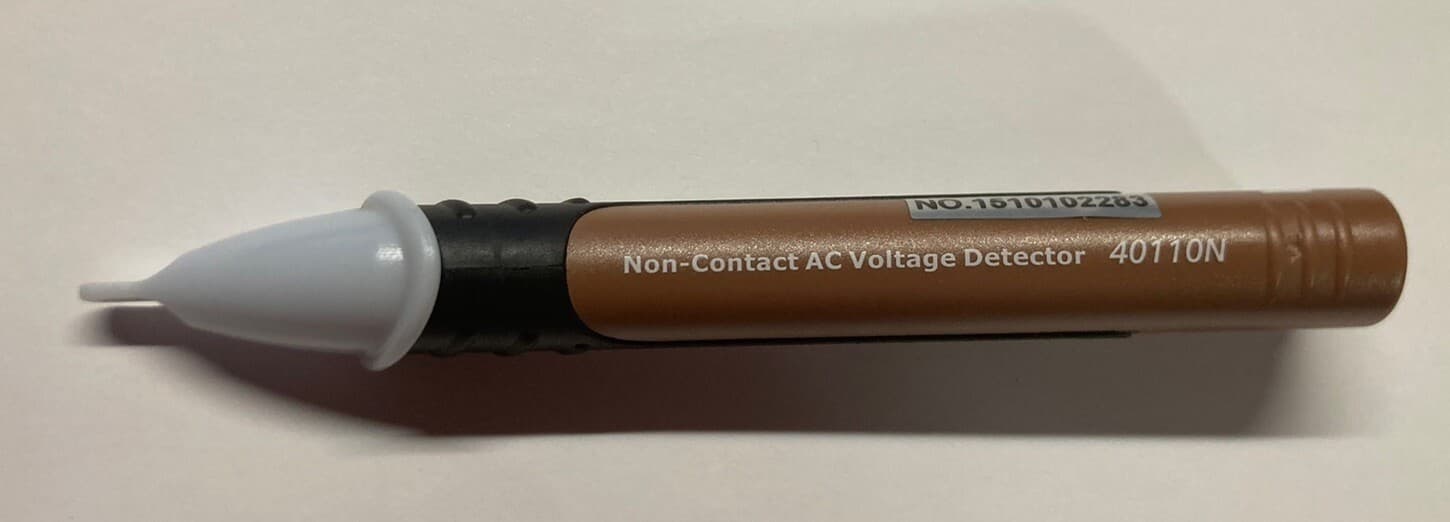 NO.1510102283
Non-Contact AC Voltage Detector 40110N